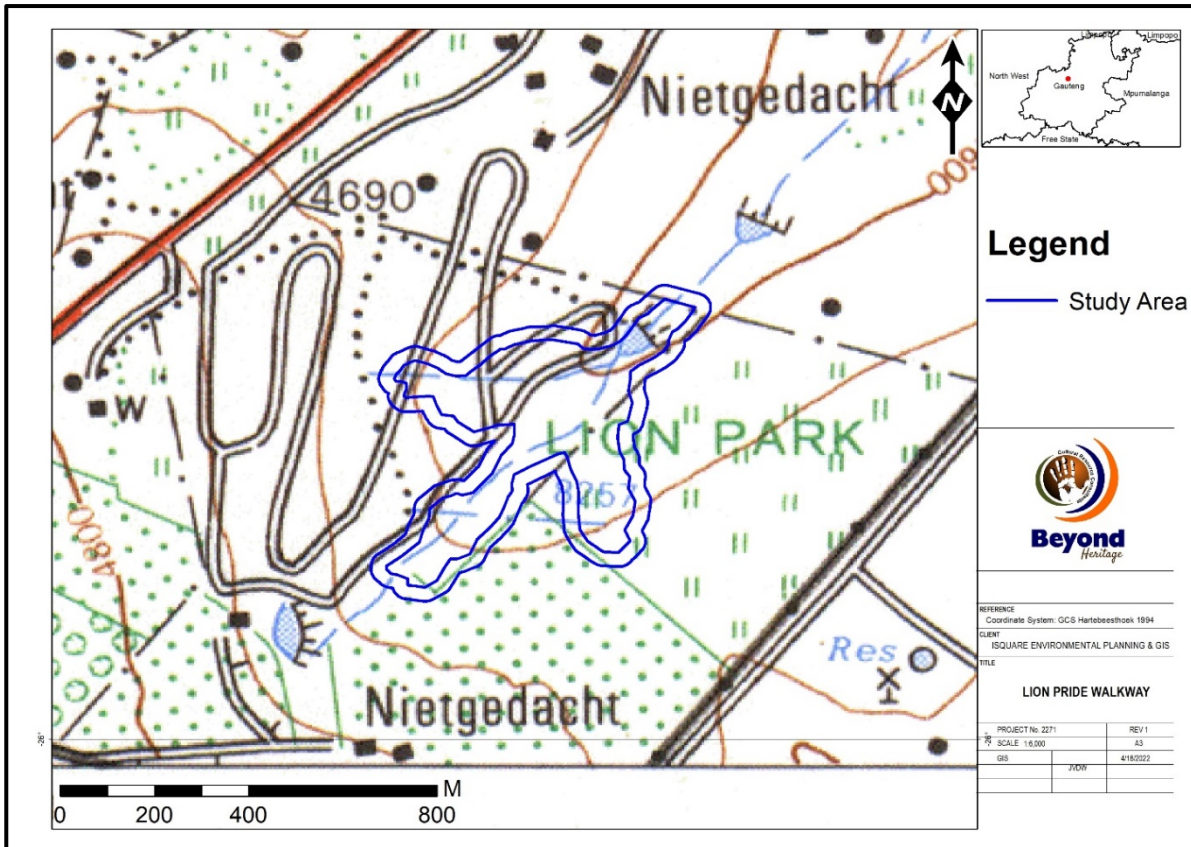 Nietgedacht
4690
009
LION PARK
8257
W
4800
Res
Nietgedacht
-26°
-26°
M
0 200 400 800
N
Limpopo
Limpopo
North West
Gauteng
Mpumalanga
Free State
Legend
Study Area
Beyond
Heritage
REFERENCE
Coordinate System: GCS Hartebeesthoek 1994
CLIENT
ISQUARE ENVIRONMENTAL PLANNING & GIS
TITLE
LION PRIDE WALKWAY
PROJECT No. 2271 REV 1
SCALE 1:6,000 A3
GIS JVDW 4/18/2022